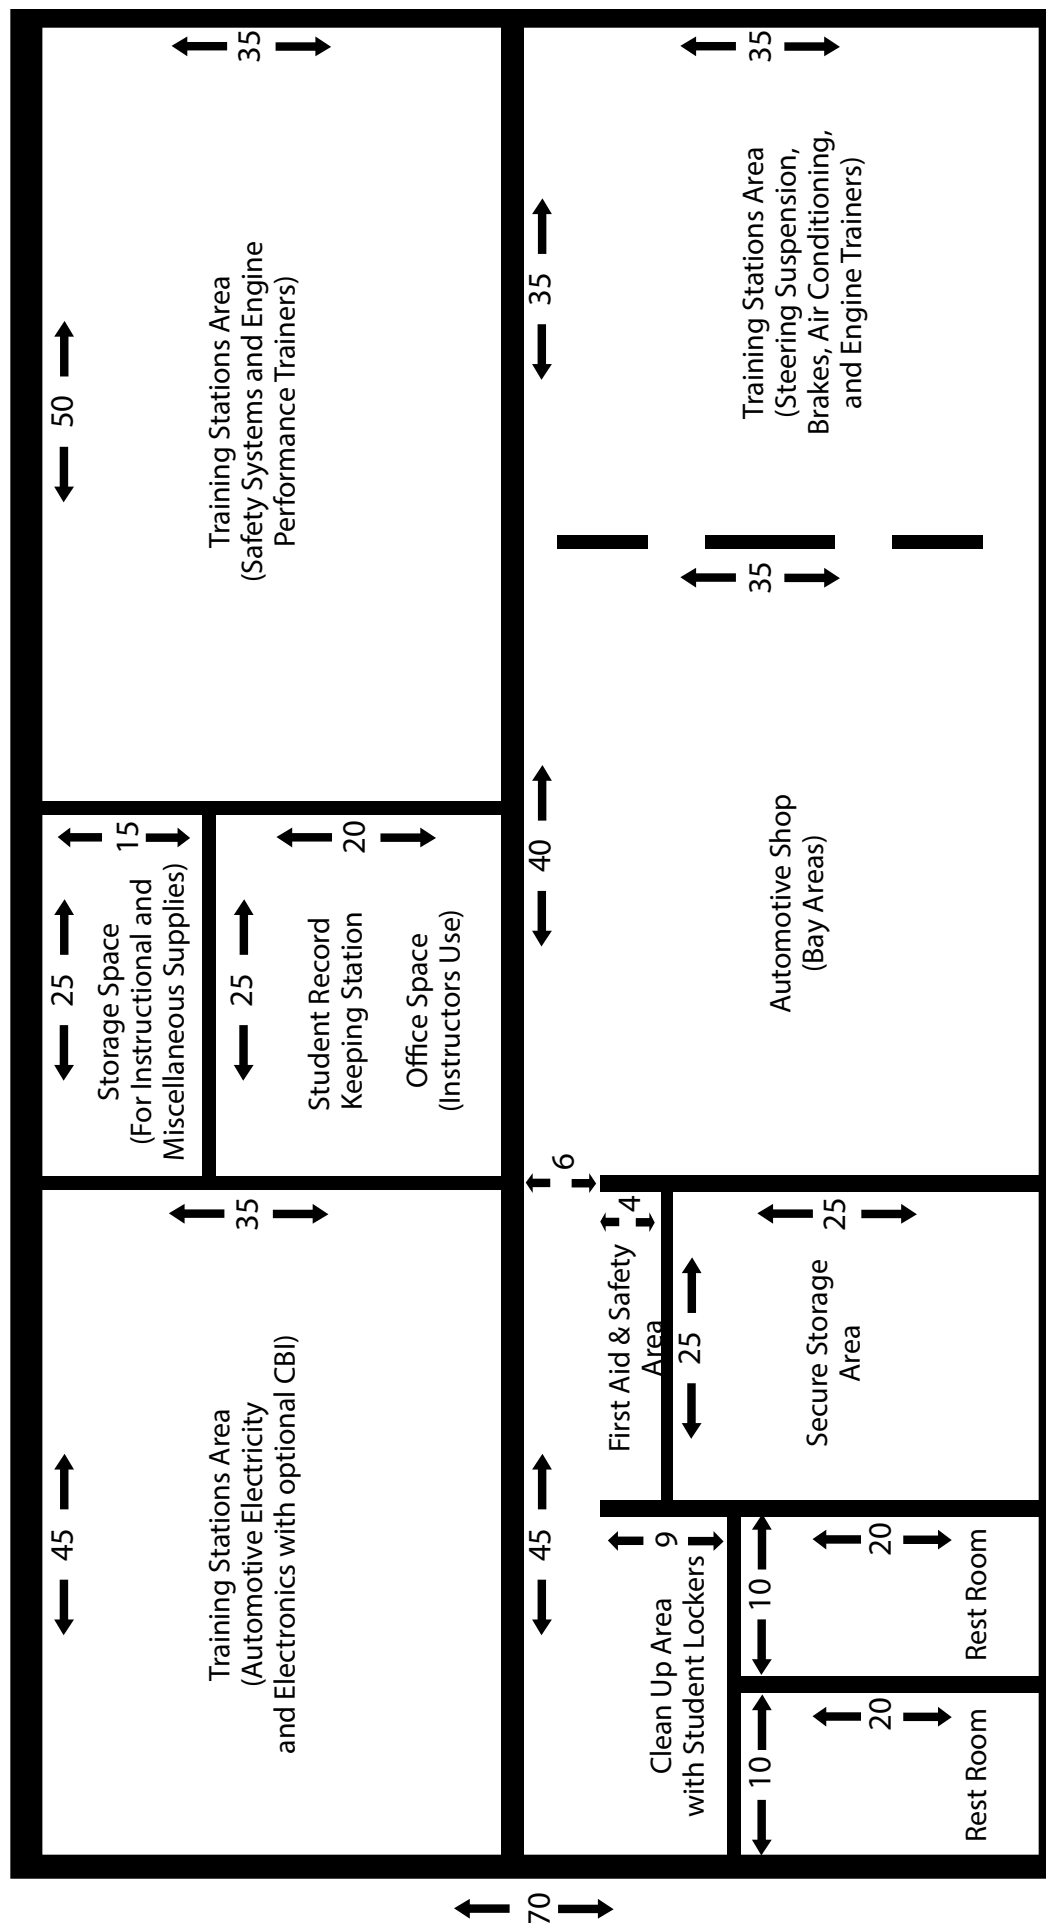 45
Training Stations Area
(Automotive Electricity
and Electronics with optional CBI)
35
25
Storage Space
(For Instructional and
Miscellaneous Supplies)
15
25
Student Record
Keeping Station
Office Space
(Instructors Use)
20
50
Training Stations Area
(Safety Systems and Engine
Performance Trainers)
35
70
45
6
Clean Up Area
with Student Lockers
9
First Aid & Safety
Area
4
10
20
Rest Room
10
20
Rest Room
25
Secure Storage
Area
25
40
Automotive Shop
(Bay Areas)
35
35
Training Stations Area
(Steering Suspension,
Brakes, Air Conditioning,
and Engine Trainers)
35